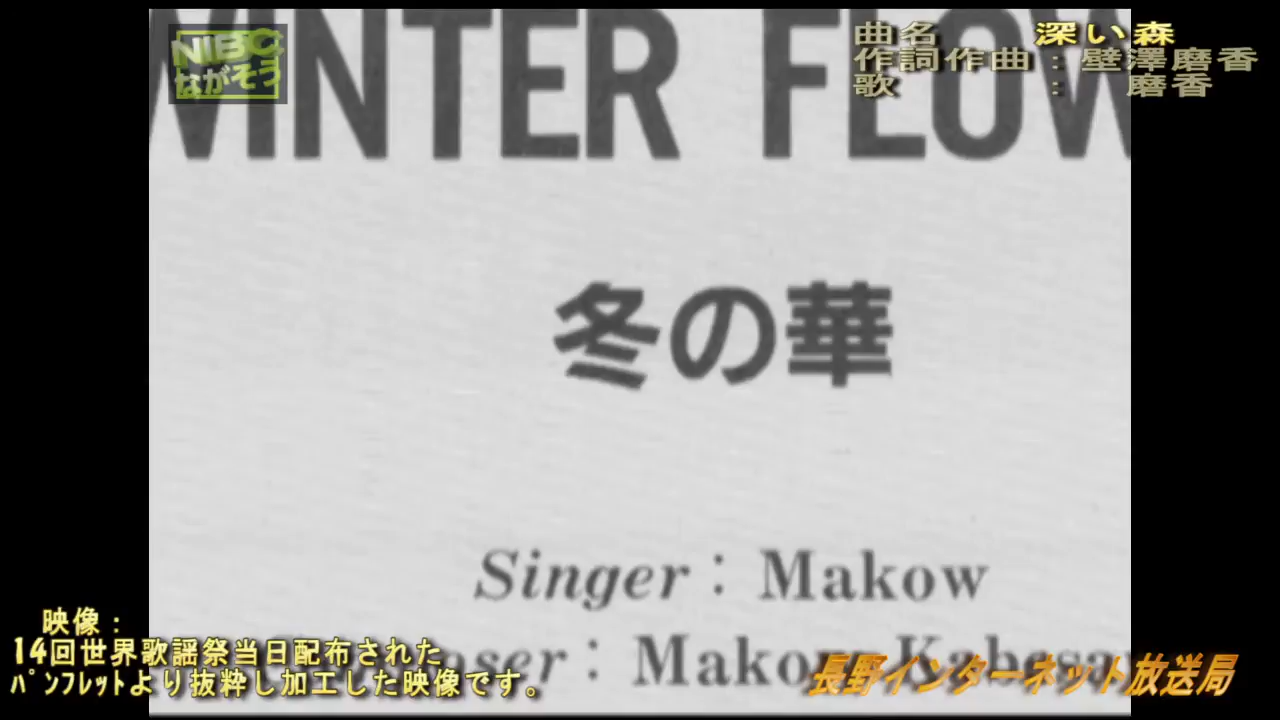 NIBC
ながそう
曲名 深い森
作詞作曲：壁澤磨香
歌 ： 磨香
WINTER FLOW
冬の華
Singer：Makow
oser：Makow Kabesa
映像：
14回世界歌謡祭当日配布された
ﾊﾟﾝﾌﾚｯﾄより抜粋し加工した映像です。
長野インターネット放送局